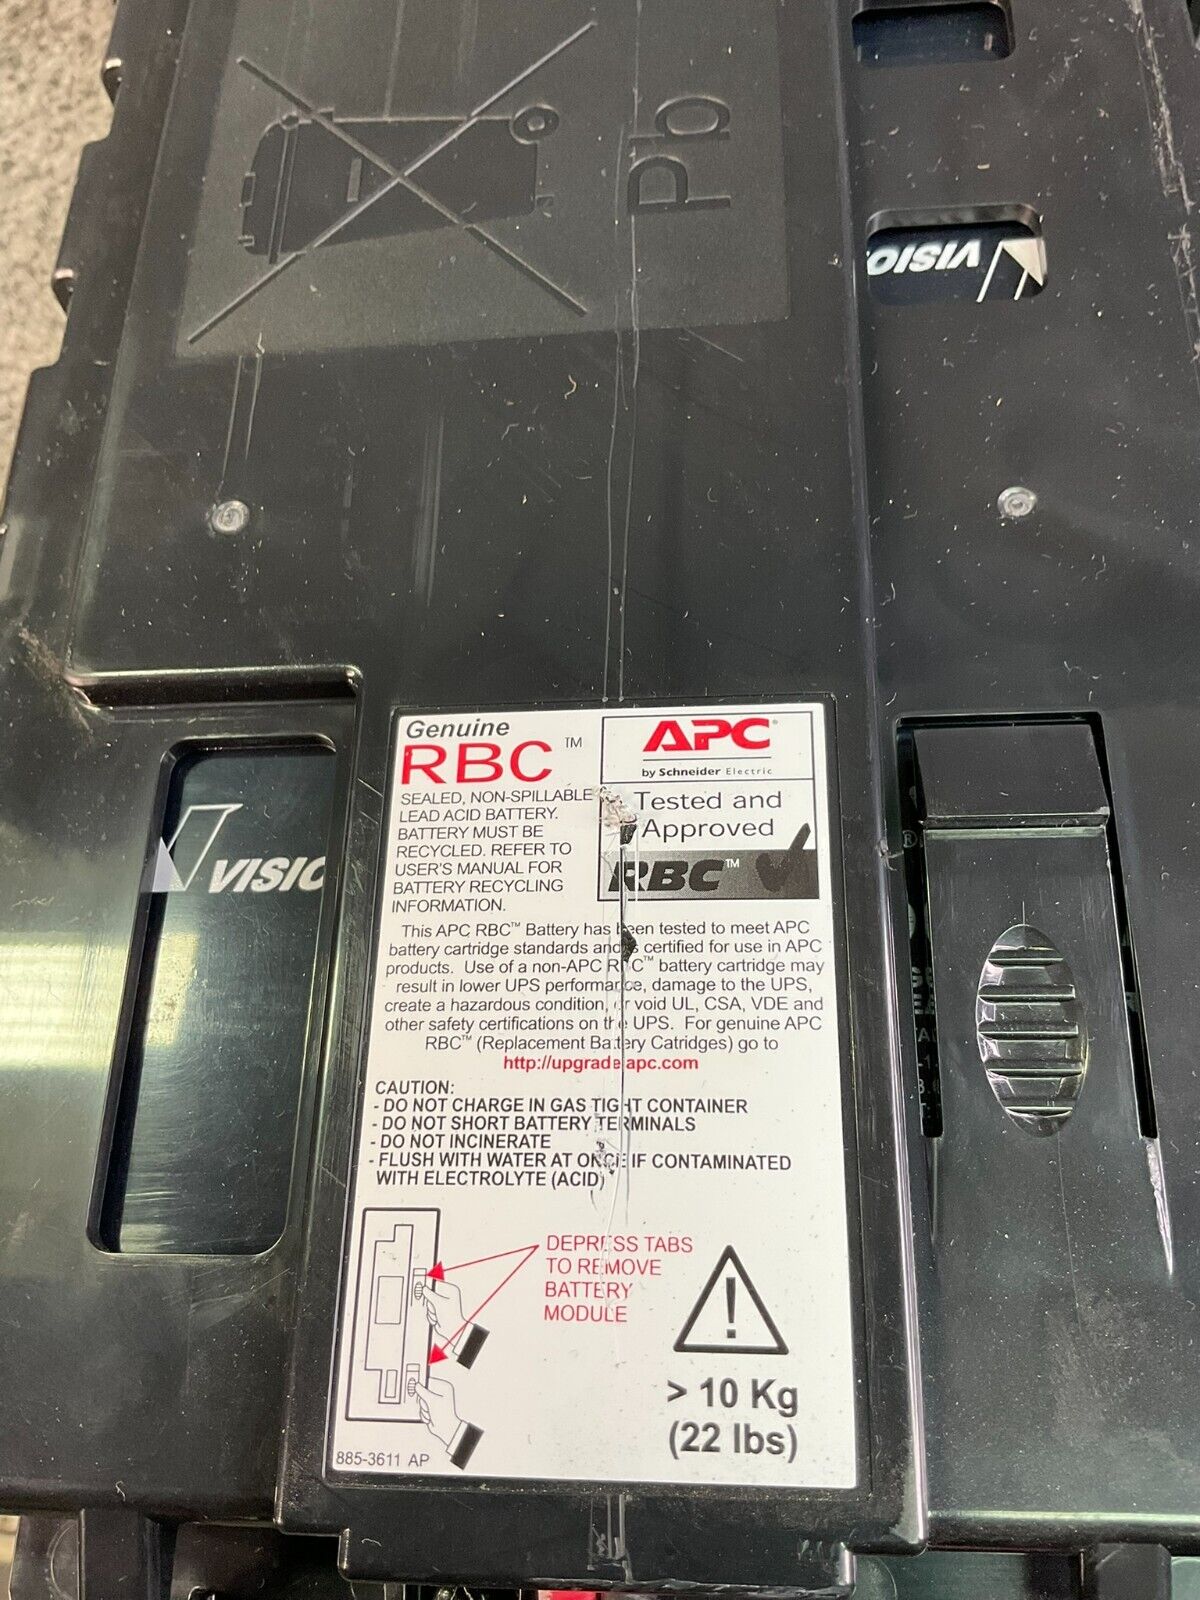 Pb
VISIO
Genuine
RBC™
APC®
by Schneider Electric
SEALED, NON-SPILLABLE
LEAD ACID BATTERY.
BATTERY MUST BE
RECYCLED. REFER TO
USER'S MANUAL FOR
BATTERY RECYCLING
INFORMATION.
Tested and
Approved
RBC™
VISIO
This APC RBC™ Battery has been tested to meet APC
battery cartridge standards and is certified for use in APC
products. Use of a non-APC RBC™ battery cartridge may
result in lower UPS performance, damage to the UPS,
create a hazardous condition, or void UL, CSA, VDE and
other safety certifications on the UPS. For genuine APC
RBC™ (Replacement Battery Catridges) go to
http://upgrade.apc.com
CAUTION:
- DO NOT CHARGE IN GAS TIGHT CONTAINER
- DO NOT SHORT BATTERY TERMINALS
- DO NOT INCINERATE
- FLUSH WITH WATER AT ONCE IF CONTAMINATED
WITH ELECTROLYTE (ACID)
DEPRESS TABS
TO REMOVE
BATTERY
MODULE
> 10 Kg
(22 lbs)
885-3611 AP